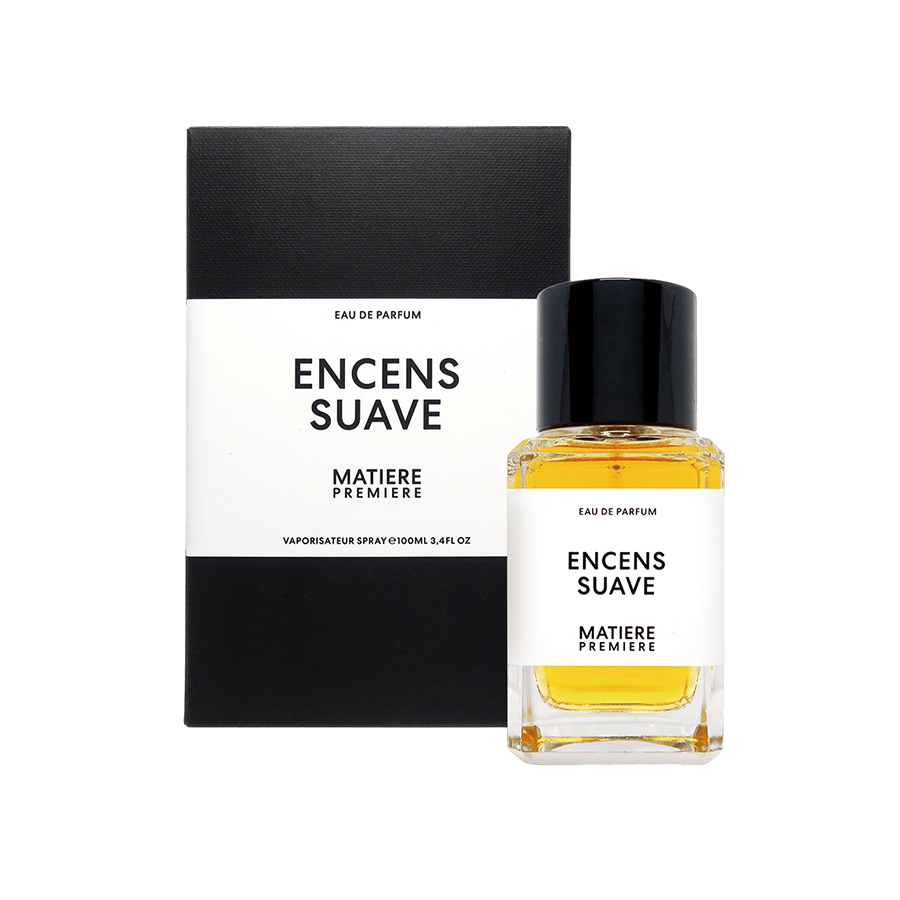 EAU DE PARFUM
ENCENS
SUAVE
MATIERE
PREMIERE
VAPORISATEUR SPRAY ℮100ML 3,4FL OZ
EAU DE PARFUM
ENCENS
SUAVE
MATIERE
PREMIERE